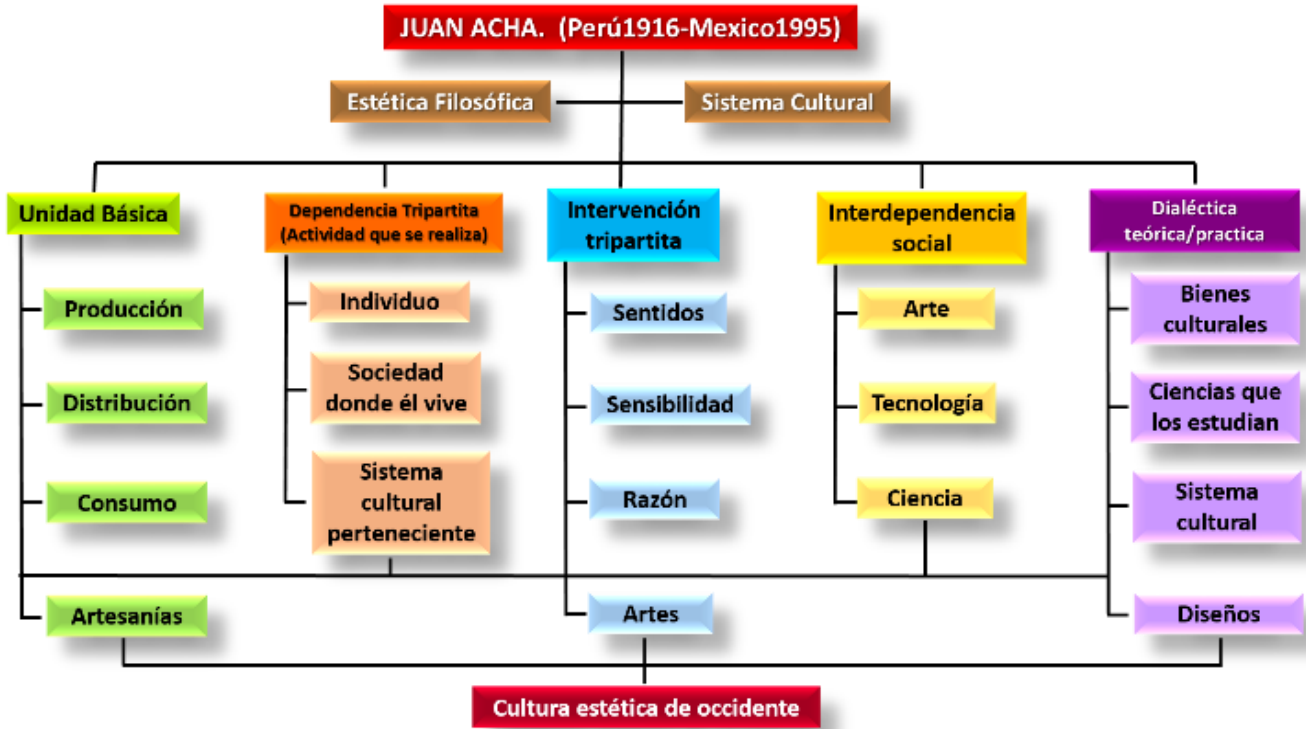 JUAN ACHA. (Perú1916-Mexico1995)
Estética Filosófica
Sistema Cultural
Unidad Básica
Producción
Distribución
Consumo
Artesanías
Dependencia Tripartita
(Actividad que se realiza)
Individuo
Sociedad
donde él vive
Sistema
cultural
perteneciente
Intervención
tripartita
Sentidos
Sensibilidad
Razón
Artes
Interdependencia
social
Arte
Tecnología
Ciencia
Dialéctica
teórica/practica
Bienes
culturales
Ciencias que
los estudian
Sistema
cultural
Diseños
Cultura estética de occidente